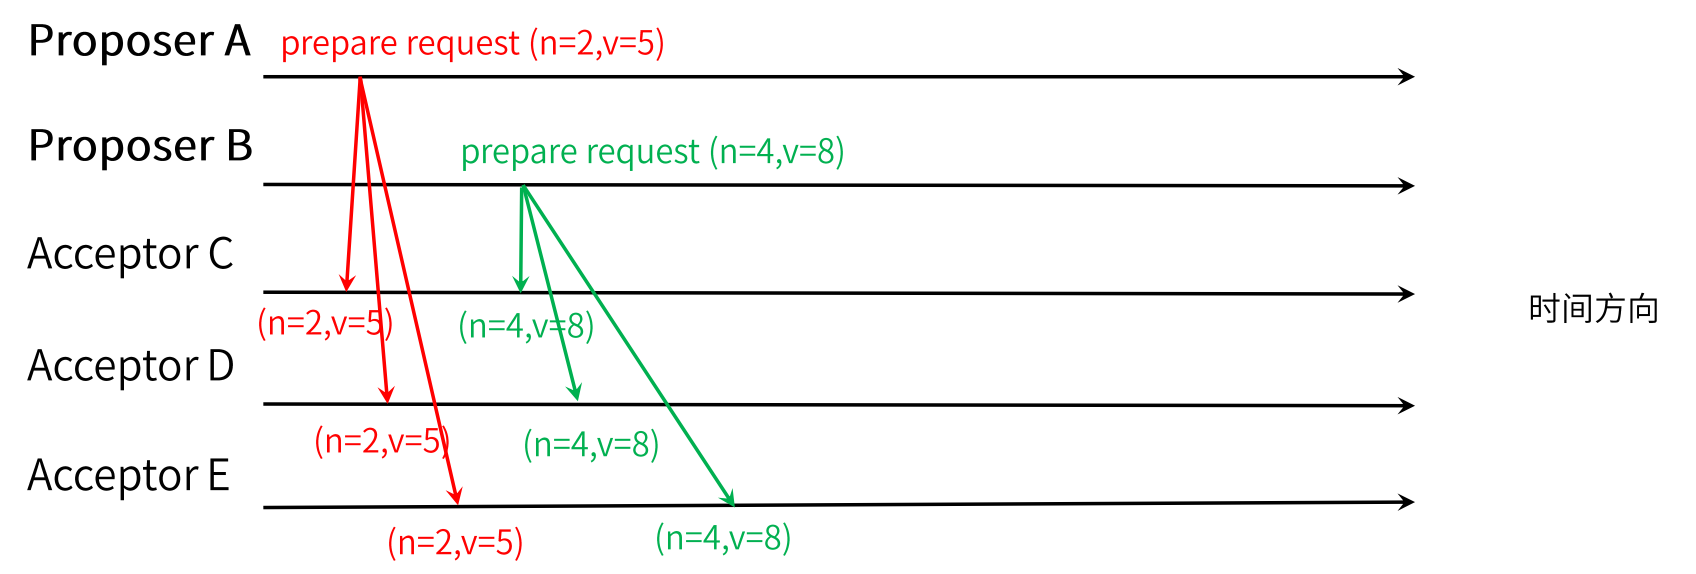 Proposer A
prepare request (n=2,v=5)
Proposer B
prepare request (n=4,v=8)
Acceptor C
(n=2,v=5)
(n=4,v=8)
时间方向
Acceptor D
(n=2,v=5)
(n=4,v=8)
Acceptor E
(n=2,v=5)
(n=4,v=8)